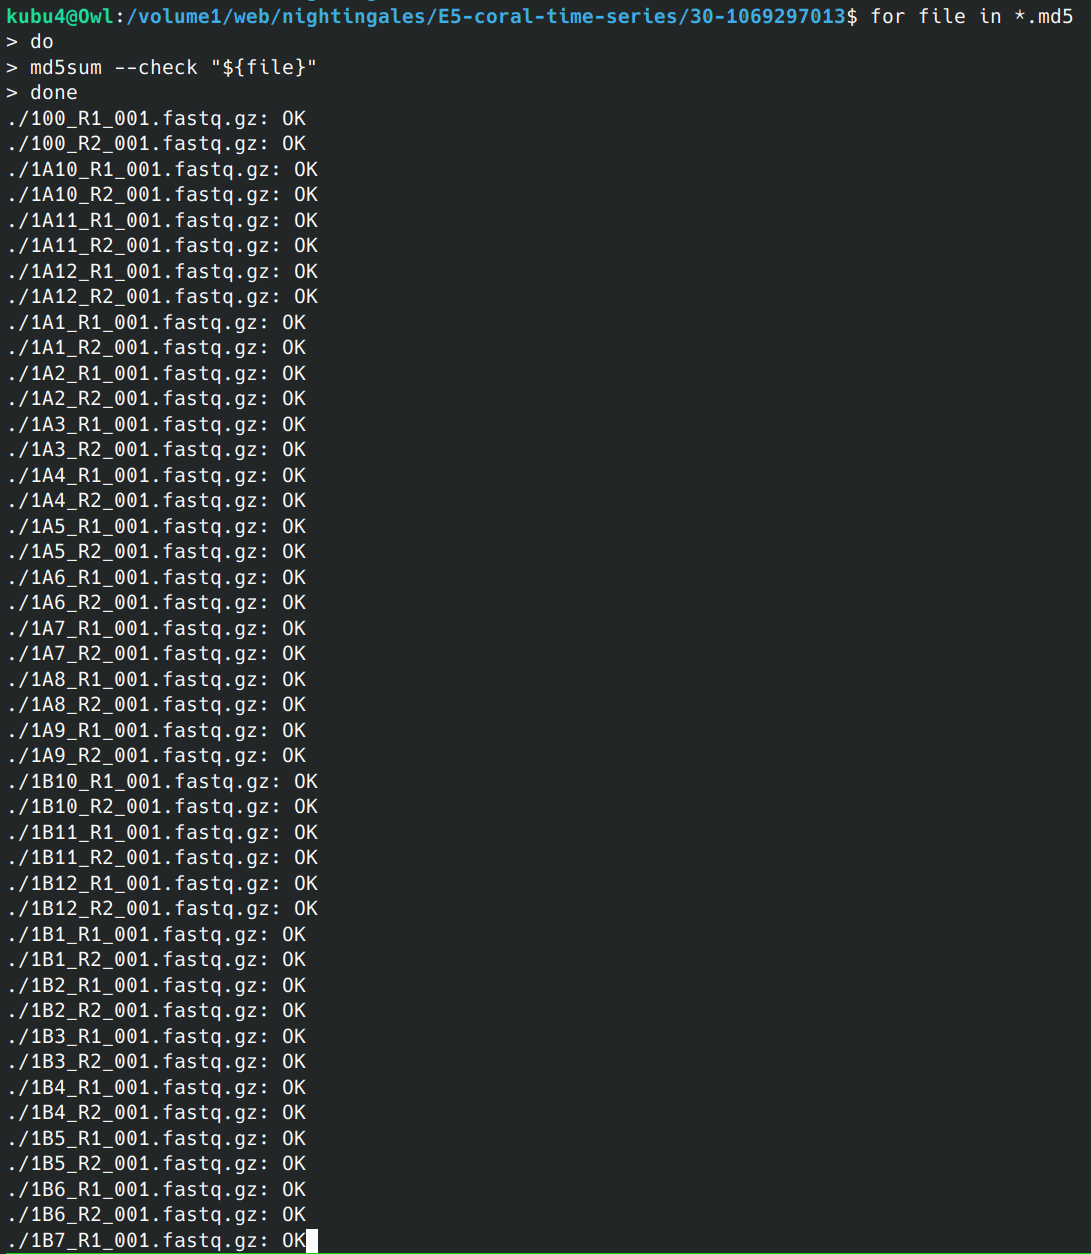 kubu4@Owl:/volume1/web/nightingales/E5-coral-time-series/30-1069297013$ for file in *.md5
> do
> md5sum --check "${file}"
> done
./100_R1_001.fastq.gz: OK
./100_R2_001.fastq.gz: OK
./1A10_R1_001.fastq.gz: OK
./1A10_R2_001.fastq.gz: OK
./1A11_R1_001.fastq.gz: OK
./1A11_R2_001.fastq.gz: OK
./1A12_R1_001.fastq.gz: OK
./1A12_R2_001.fastq.gz: OK
./1A1_R1_001.fastq.gz: OK
./1A1_R2_001.fastq.gz: OK
./1A2_R1_001.fastq.gz: OK
./1A2_R2_001.fastq.gz: OK
./1A3_R1_001.fastq.gz: OK
./1A3_R2_001.fastq.gz: OK
./1A4_R1_001.fastq.gz: OK
./1A4_R2_001.fastq.gz: OK
./1A5_R1_001.fastq.gz: OK
./1A5_R2_001.fastq.gz: OK
./1A6_R1_001.fastq.gz: OK
./1A6_R2_001.fastq.gz: OK
./1A7_R1_001.fastq.gz: OK
./1A7_R2_001.fastq.gz: OK
./1A8_R1_001.fastq.gz: OK
./1A8_R2_001.fastq.gz: OK
./1A9_R1_001.fastq.gz: OK
./1A9_R2_001.fastq.gz: OK
./1B10_R1_001.fastq.gz: OK
./1B10_R2_001.fastq.gz: OK
./1B11_R1_001.fastq.gz: OK
./1B11_R2_001.fastq.gz: OK
./1B12_R1_001.fastq.gz: OK
./1B12_R2_001.fastq.gz: OK
./1B1_R1_001.fastq.gz: OK
./1B1_R2_001.fastq.gz: OK
./1B2_R1_001.fastq.gz: OK
./1B2_R2_001.fastq.gz: OK
./1B3_R1_001.fastq.gz: OK
./1B3_R2_001.fastq.gz: OK
./1B4_R1_001.fastq.gz: OK
./1B4_R2_001.fastq.gz: OK
./1B5_R1_001.fastq.gz: OK
./1B5_R2_001.fastq.gz: OK
./1B6_R1_001.fastq.gz: OK
./1B6_R2_001.fastq.gz: OK
./1B7_R1_001.fastq.gz: OK